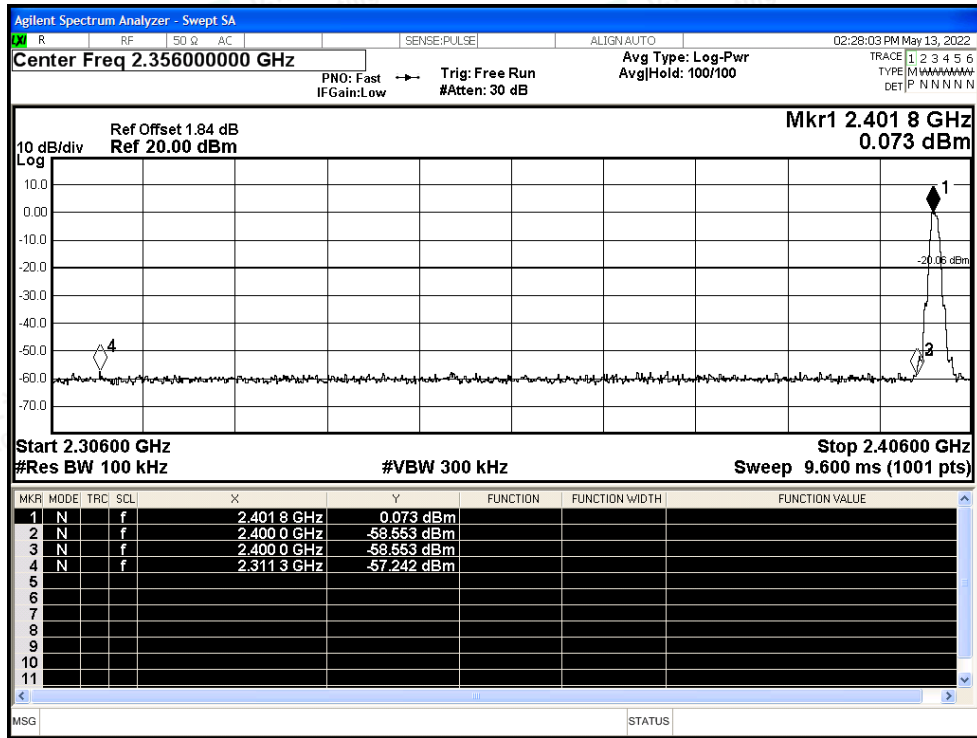 Agilent Spectrum Analyzer - Swept SA
LXI R RF 50 Ω AC SENSE:PULSE ALIGN AUTO 02:28:03 PM May 13, 2022
Center Freq 2.356000000 GHz Avg Type: Log-Pwr TRACE 1 2 3 4 5 6
PNO: Fast Trig: Free Run Avg|Hold: 100/100 TYPE M
IFGain:Low #Atten: 30 dB DET P N N N N N
Mkr1 2.401 8 GHz
Ref Offset 1.84 dB
10 dB/div Ref 20.00 dBm 0.073 dBm
Log
10.0
1
0.00
-10.0
-20.0
-20.06 dBm
-30.0
-40.0
-50.0
4
-60.0
-70.0
Start 2.30600 GHz Stop 2.40600 GHz
#Res BW 100 kHz #VBW 300 kHz Sweep 9.600 ms (1001 pts)
MKR MODE TRC SCL X Y FUNCTION FUNCTION WIDTH FUNCTION VALUE
1 N f 2.401 8 GHz 0.073 dBm
2 N f 2.400 0 GHz -58.553 dBm
3 N f 2.400 0 GHz -58.553 dBm
4 N f 2.311 3 GHz -57.242 dBm
5
6
7
8
9
10
11
MSG STATUS